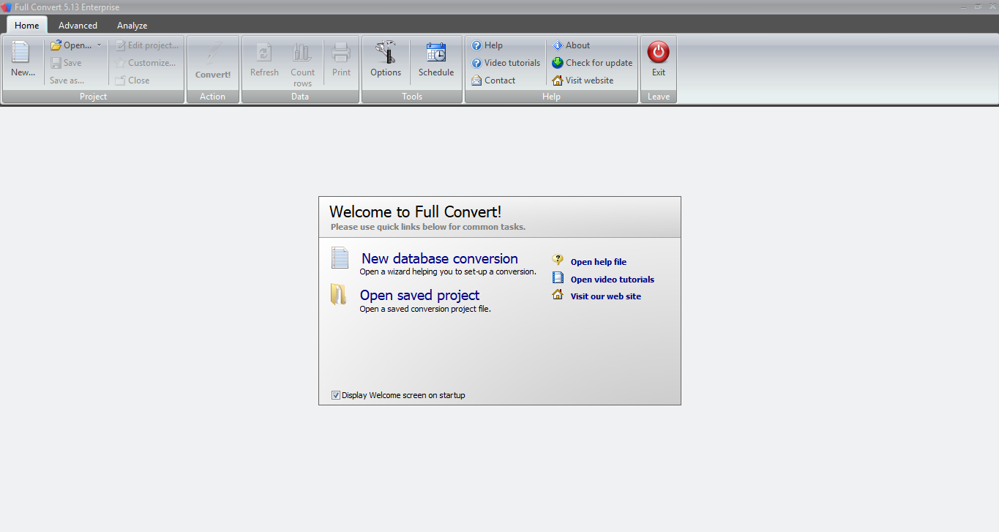 Full Convert 5.13 Enterprise
Home Advanced Analyze
New...
Open...
Save
Save as...
Edit project...
Customize...
Close
Project
Convert!
Action
Refresh
Count
rows
Print
Data
Options
Schedule
Tools
Help
Video tutorials
Contact
About
Check for update
Visit website
Help
Exit
Leave
Welcome to Full Convert!
Please use quick links below for common tasks.
New database conversion
Open a wizard helping you to set-up a conversion.
Open saved project
Open a saved conversion project file.
Open help file
Open video tutorials
Visit our web site
Display Welcome screen on startup